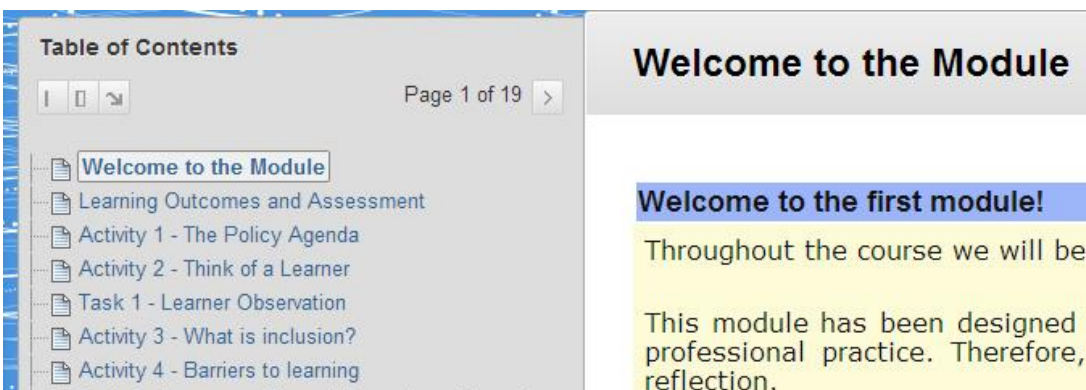 Table of Contents
Page 1 of 19
Welcome to the Module
Learning Outcomes and Assessment
Activity 1 - The Policy Agenda
Activity 2 - Think of a Learner
Task 1 - Learner Observation
Activity 3 - What is inclusion?
Activity 4 - Barriers to learning
Welcome to the Module
Welcome to the first module!
Throughout the course we will be
This module has been designed
professional practice. Therefore,
reflection.